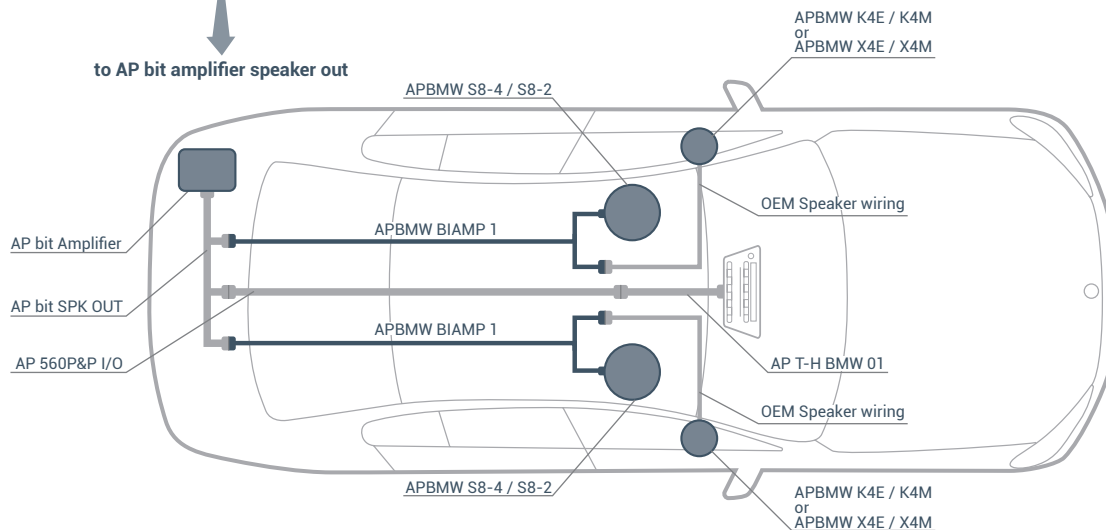 APBMW K4E / K4M
or
APBMW X4E / X4M
to AP bit amplifier speaker out
APBMW S8-4 / S8-2
OEM Speaker wiring
APBMW BIAMP 1
AP bit Amplifier
AP bit SPK OUT
APBMW BIAMP 1
AP 560P&P I/O
AP T-H BMW 01
OEM Speaker wiring
APBMW S8-4 / S8-2
APBMW K4E / K4M
or
APBMW X4E / X4M